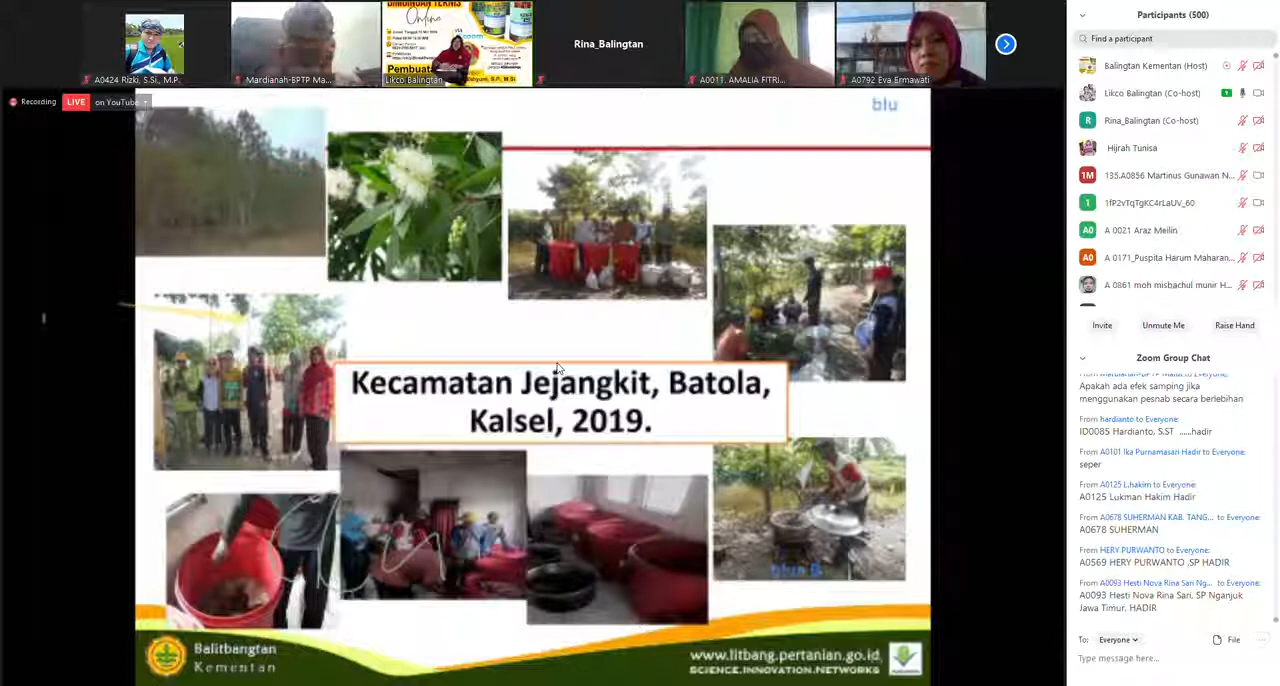 A0424 Rizki, S.Si, M.P.
Mardianah-BPTP Ma...
Online
Pembuat
Likco Balingtan
Rina_Balingtan
A0011. AMALIA FITRI...
A0792 Eva Ermawati
Recording
LIVE
on YouTube
blu
Kecamatan Jejangkit, Batola,
Kalsel, 2019.
Balitbangtan
Kementan
www.litbang.pertanian.go.id
SCIENCE.INNOVATION.NETWORKS
Participants (500)
Find a participant
Balingtan Kementan (Host)
Likco Balingtan (Co-host)
R
Rina_Balingtan (Co-host)
Hijrah Tunisa
1M
135.A0856 Martinus Gunawan N...
1
1fP2vTqTgKC4rLaUV_60
A0
A 0021 Araz Meilin
A0
A 0171_Puspita Harum Maharan...
A 0861 moh misbachul munir H...
Invite
Unmute Me
Raise Hand
Zoom Group Chat
Apakah ada efek samping jika
menggunakan pesnab secara berlebihan
From hardianto to Everyone:
ID0085 Hardianto, S.ST ......hadir
From A0101 Ika Purnamasari Hadir to Everyone:
seper
From A0125 L.hakim to Everyone:
A0125 Lukman Hakim Hadir
From A0678 SUHERMAN KAB. TANG... to Everyone:
A0678 SUHERMAN
From HERY PURWANTO to Everyone:
A0569 HERY PURWANTO .SP HADIR
From A0093 Hesti Nova Rina Sari Ng... to Everyone:
A0093 Hesti Nova Rina Sari, SP Nganjuk
Jawa Timur. HADIR
To:
Everyone
File
Type message here...